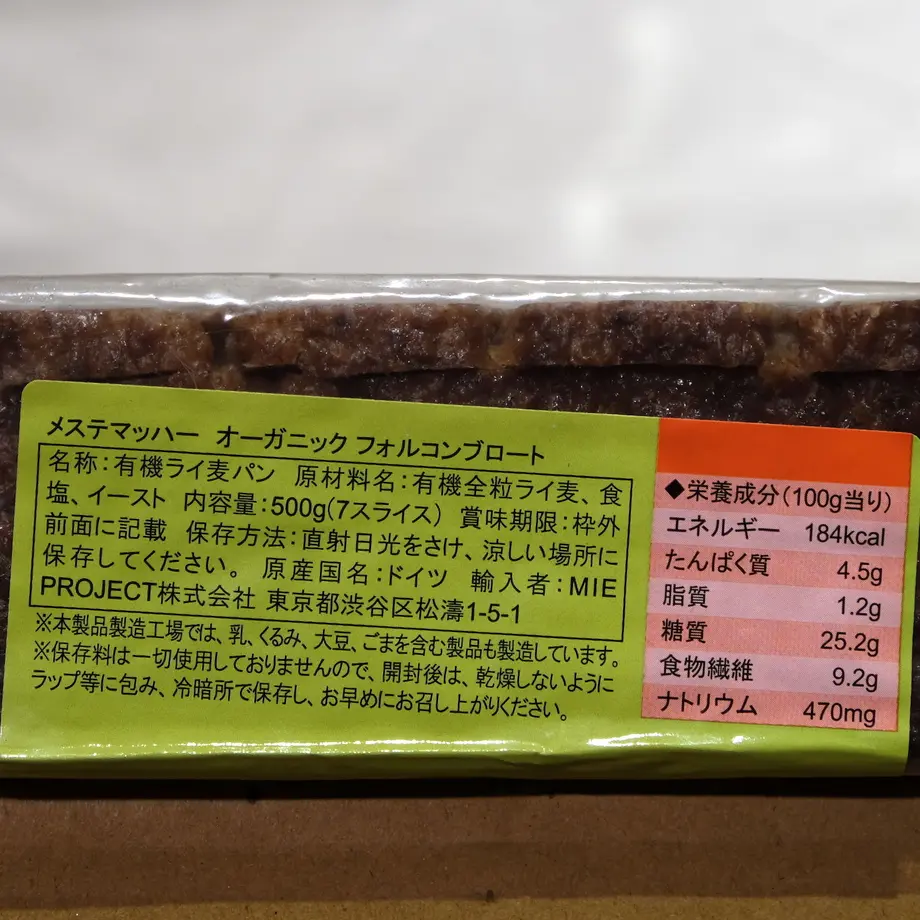 メステマッハー オーガニック フォルコンブロート
名称:有機ライ麦パン 原材料名:有機全粒ライ麦、食
塩、イースト 内容量:500g(7スライス) 賞味期限:枠外
前面に記載 保存方法:直射日光をさけ、涼しい場所に
保存してください。 原産国名:ドイツ 輸入者:MIE
PROJECT株式会社 東京都渋谷区松濤1-5-1
※本製品製造工場では、乳、くるみ、大豆、ごまを含む製品も製造しています。
※保存料は一切使用しておりませんので、開封後は、乾燥しないように
ラップ等に包み、冷暗所で保存し、お早めにお召し上がりください。
◆栄養成分(100g当り)
エネルギー 184kcal
たんぱく質 4.5g
脂質 1.2g
糖質 25.2g
食物繊維 9.2g
ナトリウム 470mg